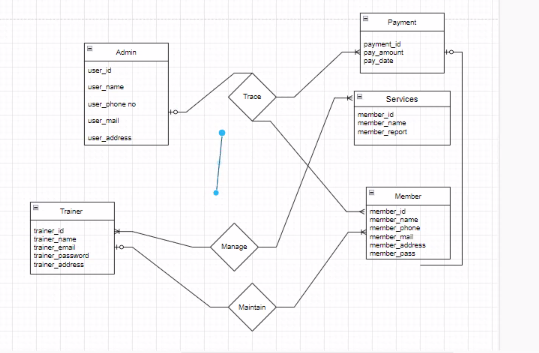 Payment
payment_id
pay_amount
pay_date
Admin
user_id
user_name
user_phone no
user_mail
user_address
Trace
Services
member_id
member_name
member_report
Member
member_id
member_name
member_phone
member_mail
member_address
member_pass
Trainer
trainer_id
trainer_name
trainer_email
trainer_password
trainer_address
Manage
Maintain